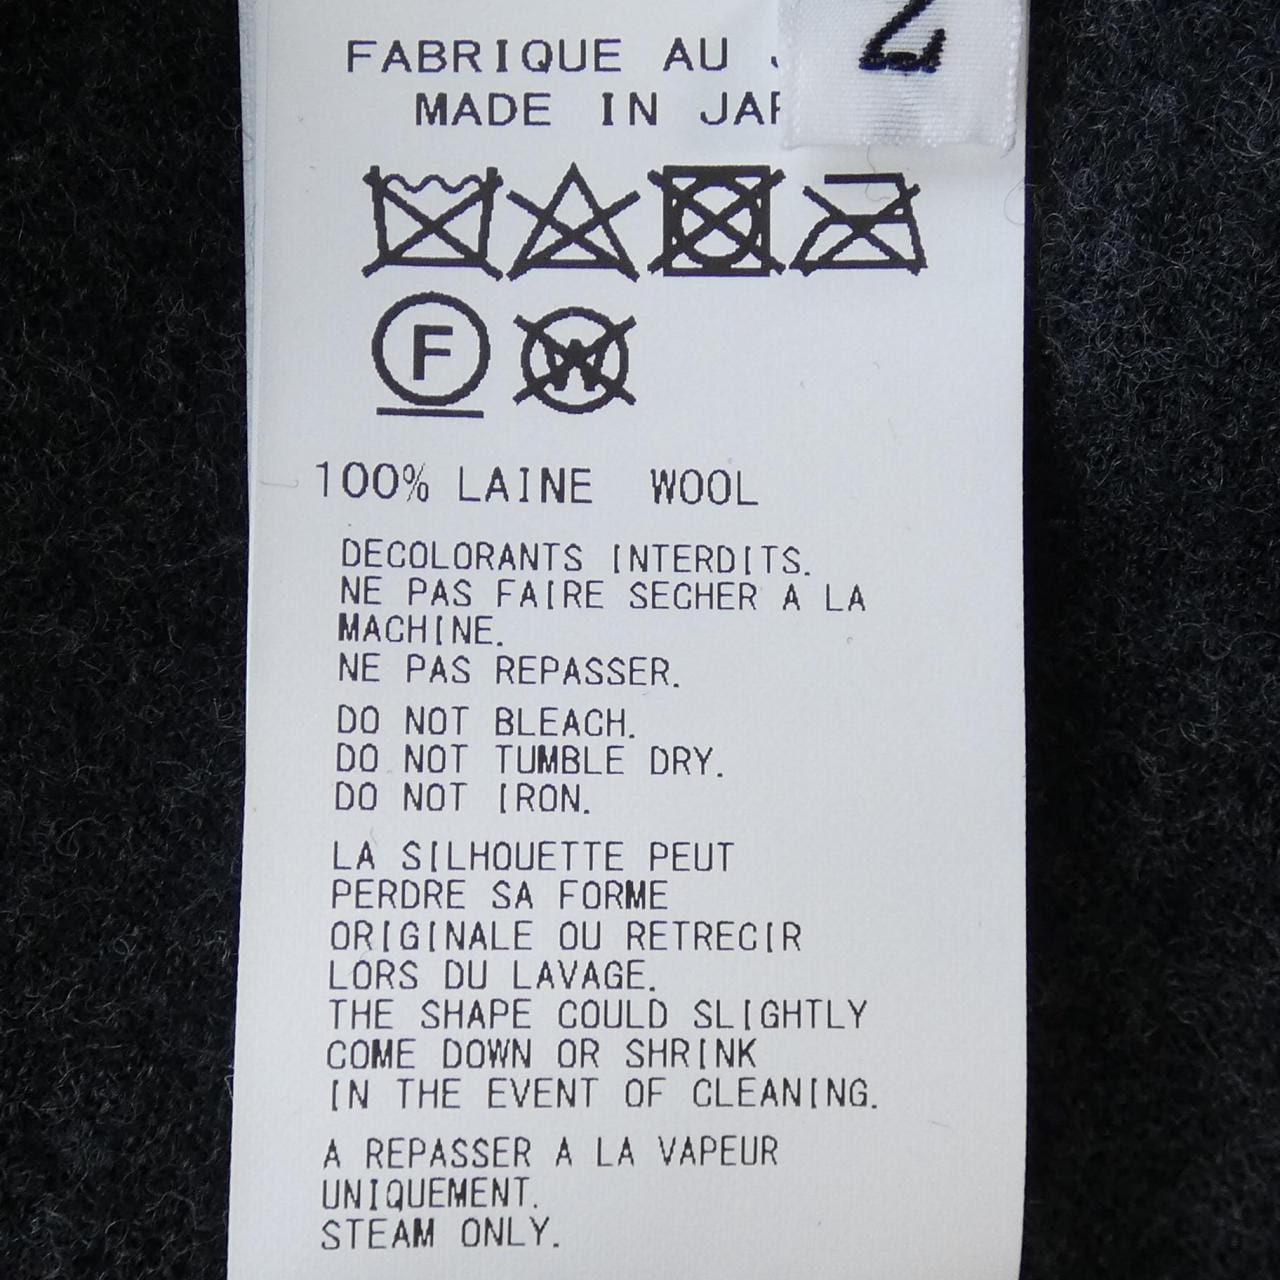 2
FABRIQUE AU
MADE IN
F
W
100% LAINE WOOL
DECOLORANTS INTERDITS.
NE PAS FAIRE SECHER A LA
MACHINE.
NE PAS REPASSER.
DO NOT BLEACH.
DO NOT TUMBLE DRY.
DO NOT IRON.
LA SILHOUETTE PEUT
PERDRE SA FORME
ORIGINALE OU RETRECIR
LORS DU LAVAGE.
THE SHAPE COULD SLIGHTLY
COME DOWN OR SHRINK
IN THE EVENT OF CLEANING.
A REPASSER A LA VAPEUR
UNIQUEMENT.
STEAM ONLY.